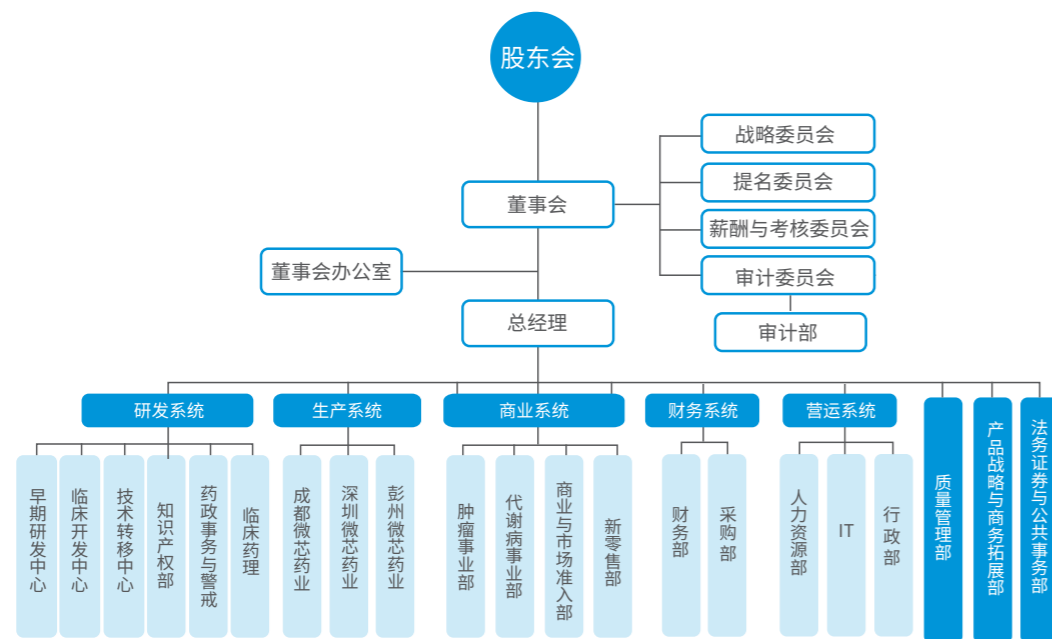 股东会
战略委员会
提名委员会
董事会
薪酬与考核委员会
董事会办公室
审计委员会
总经理
审计部
研发系统
生产系统
商业系统
财务系统
营运系统
早期研发中心
临床开发中心
技术转移中心
知识产权部
药政事务与警戒
临床药理
成都微芯药业
深圳微芯药业
彭州微芯药业
肿瘤事业部
代谢病事业部
商业与市场准入部
新零售部
财务部
采购部
人力资源部
IT
行政部
质量管理部
产品战略与商务拓展部
法务证券与公共事务部